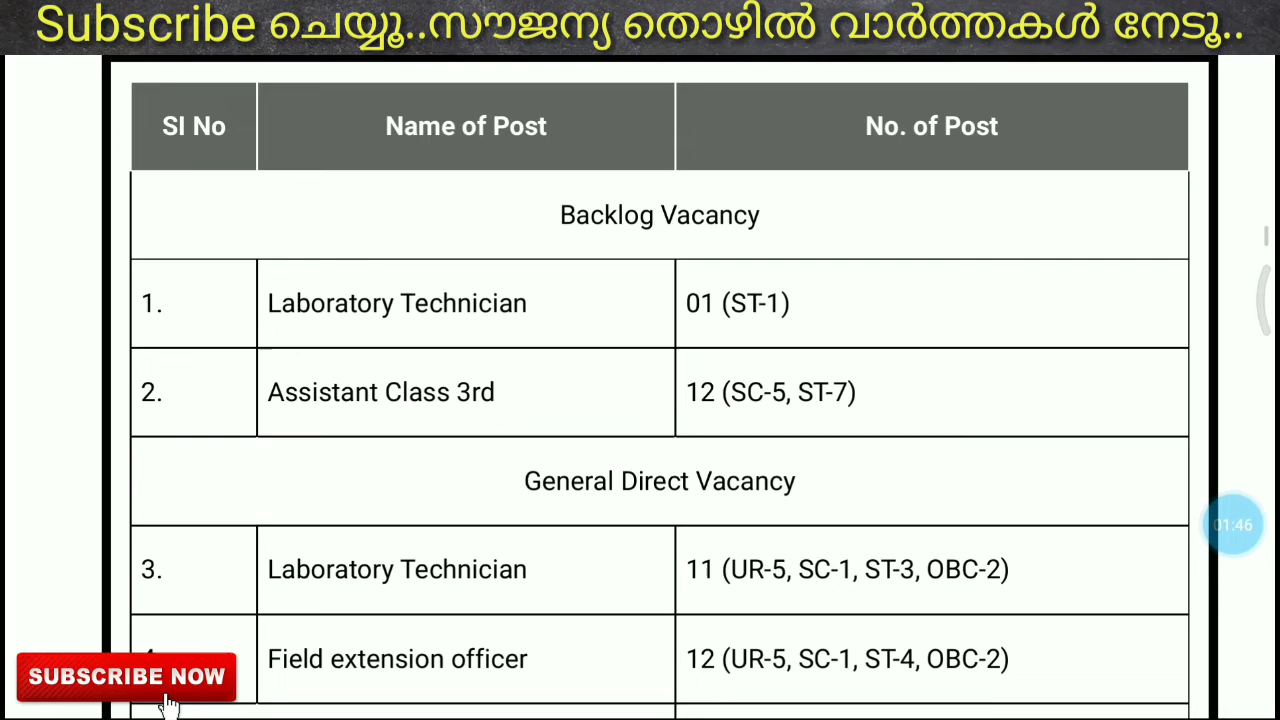 Subscribe ചെയ്യൂ..സൗജന്യ തൊഴിൽ വാർത്തകൾ നേടൂ..
Sl No Name of Post No. of Post
Backlog Vacancy
1. Laboratory Technician 01 (ST-1)
2. Assistant Class 3rd 12 (SC-5, ST-7)
General Direct Vacancy
3. Laboratory Technician 11 (UR-5, SC-1, ST-3, OBC-2)
Field extension officer 12 (UR-5, SC-1, ST-4, OBC-2)
01:46
SUBSCRIBE NOW